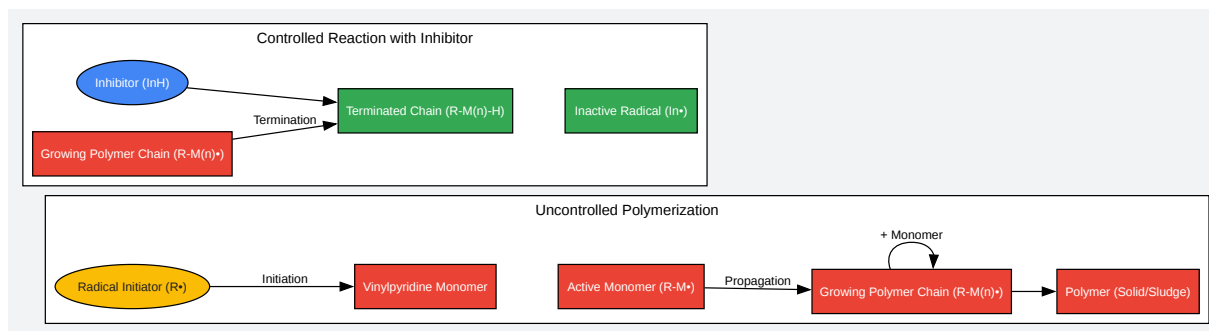 Controlled Reaction with Inhibitor
Inhibitor (InH)
Terminated Chain (R-M(n)-H)
Inactive Radical (In•)
Termination
Growing Polymer Chain (R-M(n)•)
Uncontrolled Polymerization
+ Monomer
Radical Initiator (R•)
Initiation
Vinylpyridine Monomer
Active Monomer (R-M•)
Propagation
Growing Polymer Chain (R-M(n)•)
Polymer (Solid/Sludge)